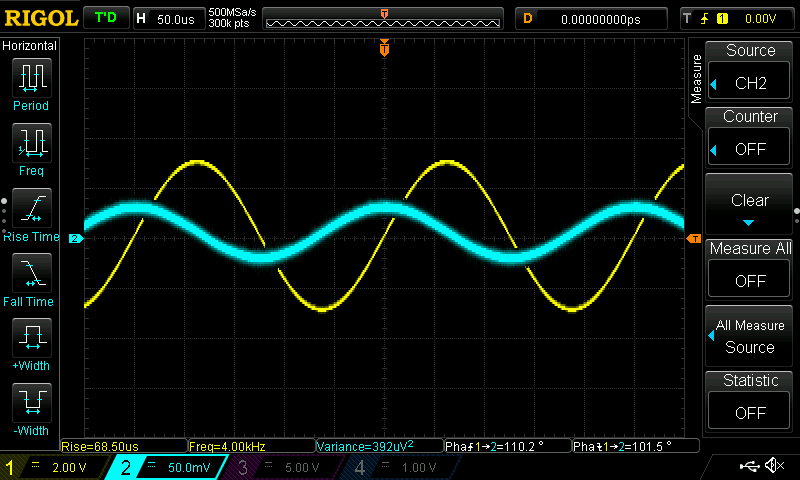 RIGOL T'D H 50.0us 500MSa/s 300k pts T D 0.00000000ps T 1 0.00V
Horizontal
Period
Freq
Rise Time
Fall Time
+Width
-Width
T
2
T
Measure
Source
CH2
Counter
OFF
Clear
Measure All
OFF
All Measure
Source
Statistic
OFF
Rise=68.50us Freq=4.00kHz Variance=392uV² Pha1→2=110.2 ° Pha1→2=101.5 °
1 = 2.00 V 2 = 50.0mV 3 = 5.00 V 4 = 1.00 V